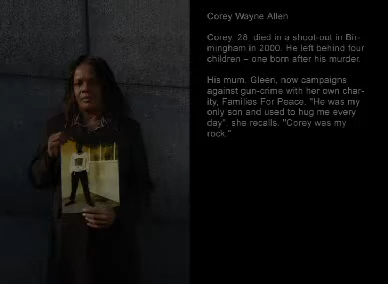 Corey Wayne Allen
Corey, 28, died in a shoot-out in Bir-
mingham in 2000. He left behind four
children – one born after his murder.
His mum, Gleen, now campaigns
against gun-crime with her own char-
ity, Families For Peace. "He was my
only son and used to hug me every
day", she recalls. "Corey was my
rock."